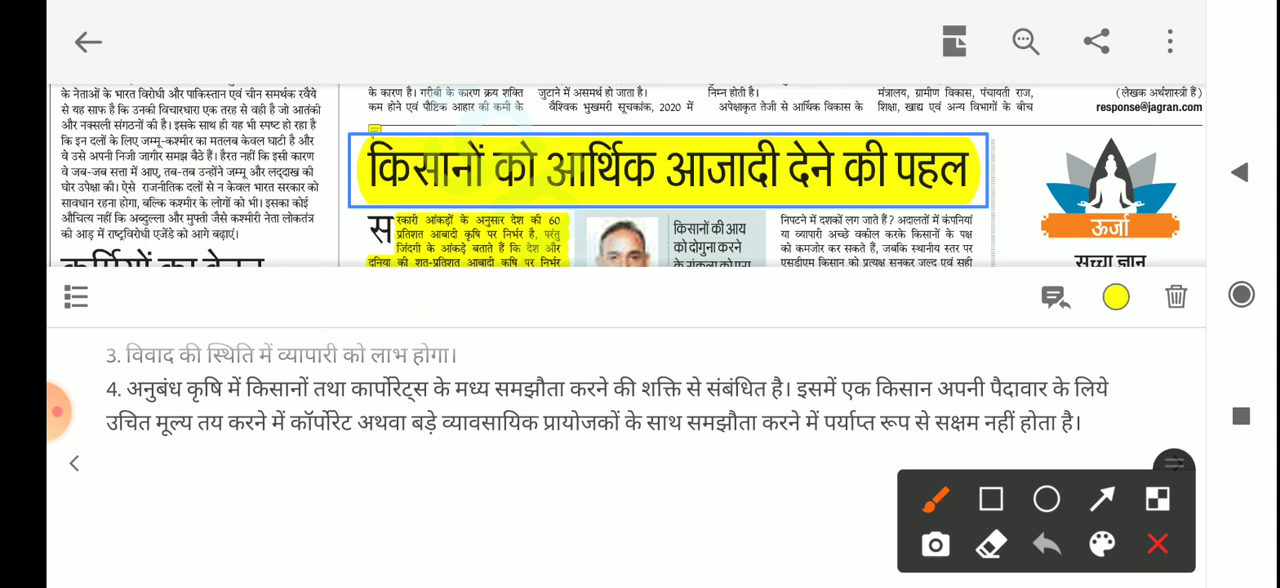 के नेताओं के भारत विरोधी और पाकिस्तान एवं चीन समर्थक रवैये
से यह साफ है कि उनकी विचारधारा एक तरह से वही है जो आतंकी
और नक्सली संगठनों की है। इसके साथ ही यह भी स्पष्ट हो रहा है
कि इन दलों के लिए जम्मू-कश्मीर का मतलब केवल घाटी है और
वे उसे अपनी निजी जागीर समझ बैठे हैं। हैरत नहीं कि इसी कारण
वे जब-जब सत्ता में आए, तब-तब उन्होंने जम्मू और लद्दाख की
घोर उपेक्षा की। ऐसे राजनीतिक दलों से न केवल भारत सरकार को
सावधान रहना होगा, बल्कि कश्मीर के लोगों को भी। इसका कोई
औचित्य नहीं कि अब्दुल्ला और मुफ्ती जैसे कश्मीरी नेता लोकतंत्र
की आड़ में राष्ट्रविरोधी एजेंडे को आगे बढ़ाएं।
के कारण है। गरीबी के कारण क्रय शक्ति
कम होने एवं पौष्टिक आहार की कमी के
जुटाने में असमर्थ हो जाता है।
वैश्विक भुखमरी सूचकांक, 2020 में
निम्न होती है।
अपेक्षाकृत तेजी से आर्थिक विकास के
मंत्रालय, ग्रामीण विकास, पंचायती राज,
शिक्षा, खाद्य एवं अन्य विभागों के बीच
(लेखक अर्थशास्त्री हैं)
response@jagran.com
किसानों को आर्थिक आजादी देने की पहल
सरकारी आंकड़ों के अनुसार देश की 60
प्रतिशत आबादी कृषि पर निर्भर है, परंतु
जिंदगी के आंकड़े बताते हैं कि देश और
दुनिया की शत-प्रतिशत आबादी कृषि पर निर्भर
किसानों की आय
को दोगुना करने
निपटने में दशकों लग जाते हैं? अदालतों में कंपनियां
या व्यापारी अच्छे वकील करके किसानों के पक्ष
को कमजोर कर सकते हैं, जबकि स्थानीय स्तर पर
एसडीएम किसान को प्रत्यक्ष सुनकर जल्द एवं सही
ऊर्जा
सच्चा ज्ञान
कर्मियों का वेतन
3. विवाद की स्थिति में व्यापारी को लाभ होगा।
4. अनुबंध कृषि में किसानों तथा कार्पोरेट्स के मध्य समझौता करने की शक्ति से संबंधित है। इसमें एक किसान अपनी पैदावार के लिये
उचित मूल्य तय करने में कॉर्पोरेट अथवा बड़े व्यावसायिक प्रायोजकों के साथ समझौता करने में पर्याप्त रूप से सक्षम नहीं होता है।